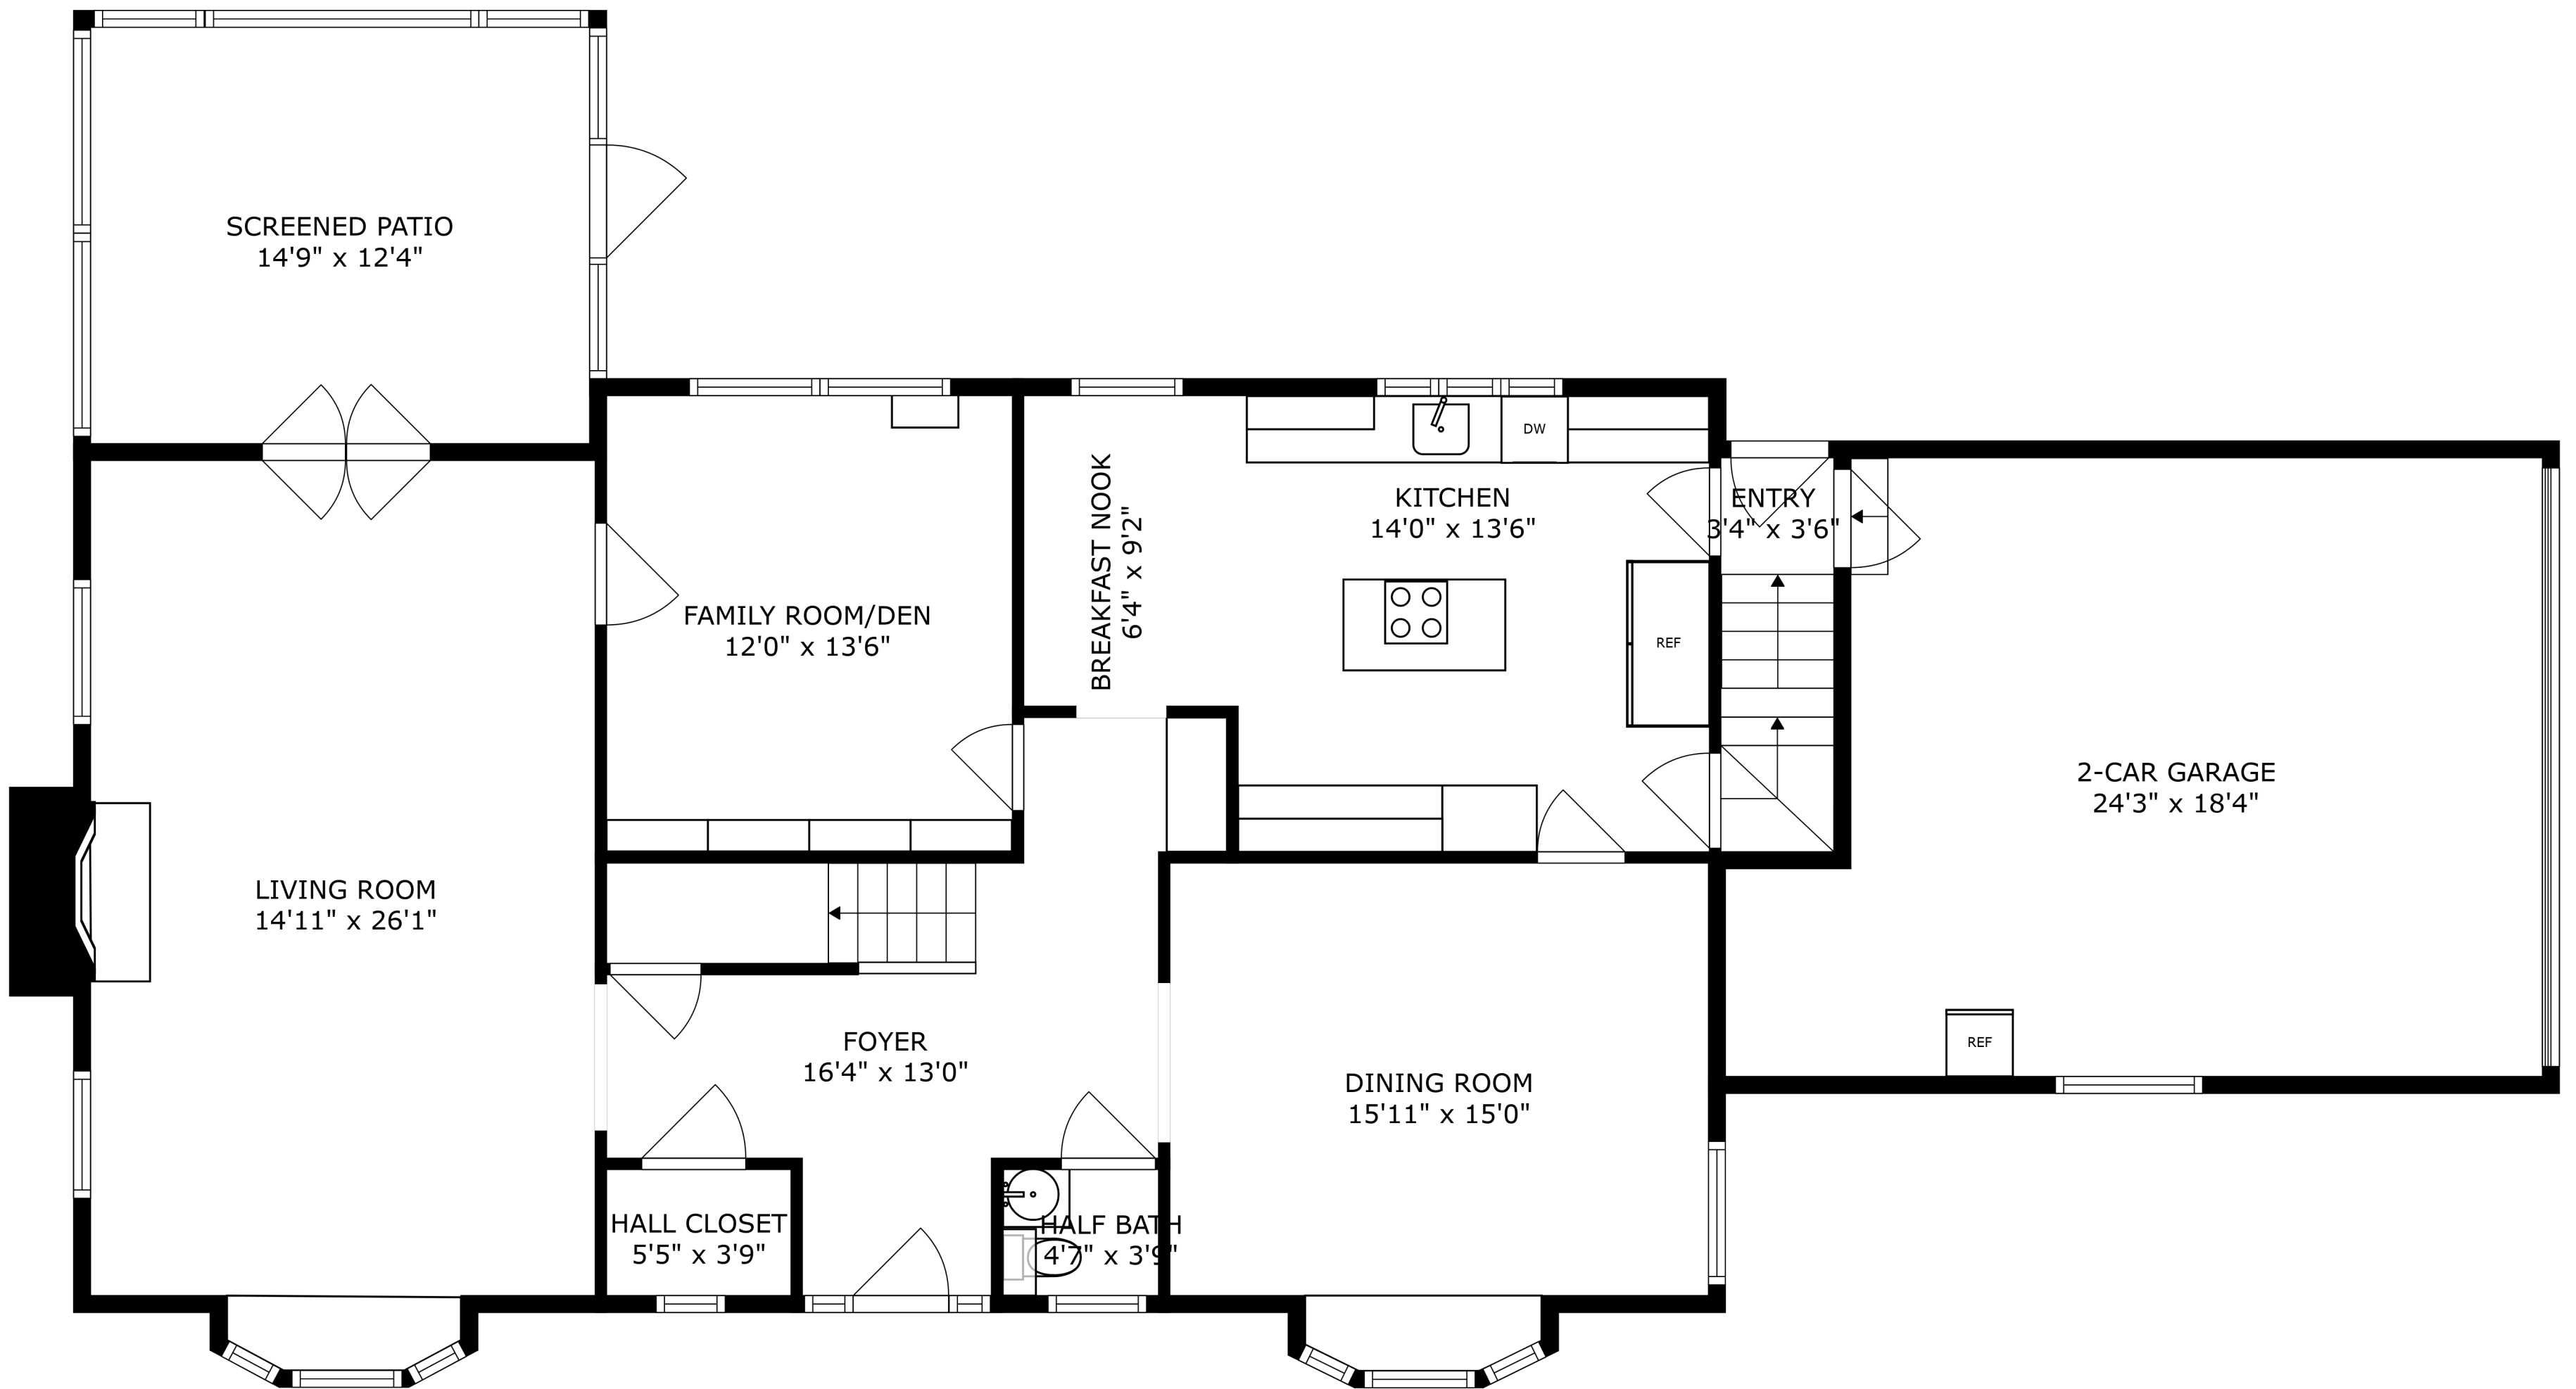 SCREENED PATIO
14'9" x 12'4"
DW
BREAKFAST NOOK
6'4" x 9'2"
KITCHEN
14'0" x 13'6"
ENTRY
3'4" x 3'6"
FAMILY ROOM/DEN
12'0" x 13'6"
REF
2-CAR GARAGE
24'3" x 18'4"
LIVING ROOM
14'11" x 26'1"
FOYER
16'4" x 13'0"
REF
DINING ROOM
15'11" x 15'0"
HALL CLOSET
5'5" x 3'9"
HALF BATH
4'7" x 3'9"